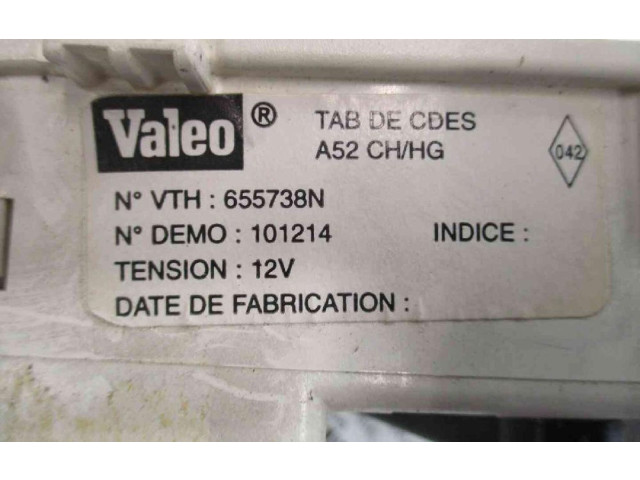 Valeo ® TAB DE CDES
A52 CH/HG
042
N° VTH : 655738N
N° DEMO : 101214 INDICE :
TENSION : 12V
DATE DE FABRICATION :